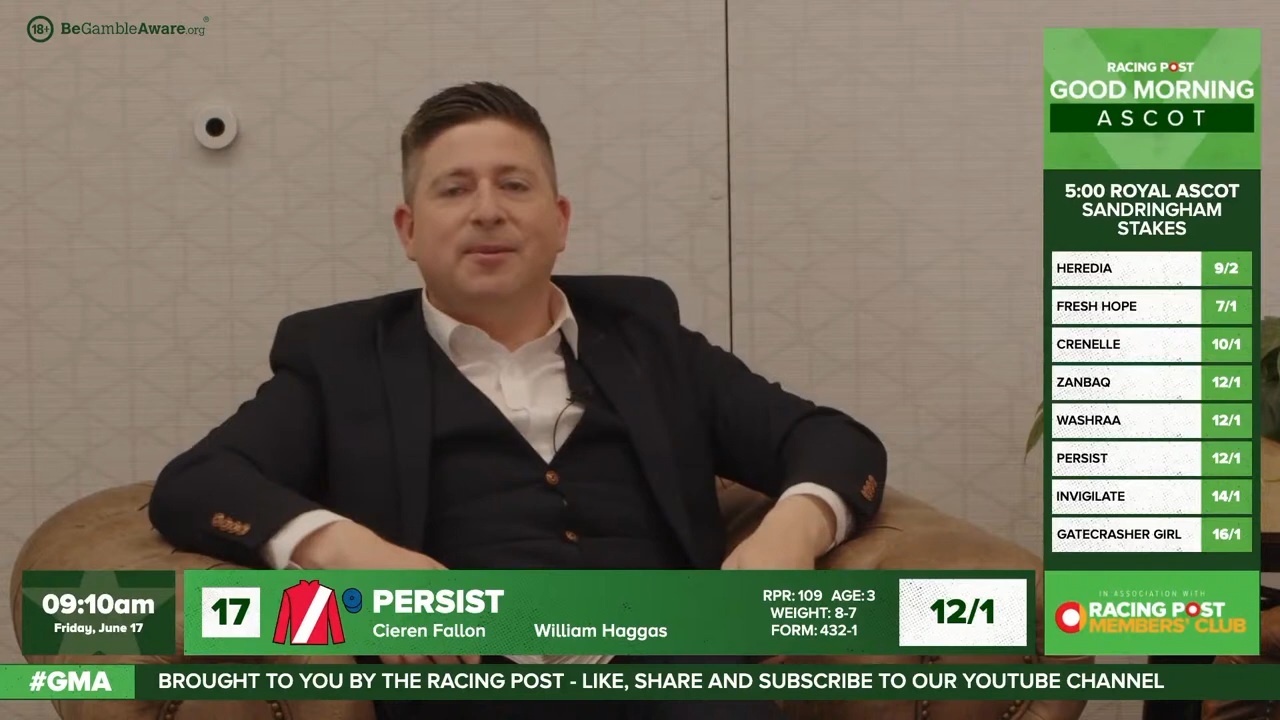 18+ BeGambleAware.org®
RACING POST
GOOD MORNING
ASCOT
5:00 ROYAL ASCOT
SANDRINGHAM
STAKES
HEREDIA 9/2
FRESH HOPE 7/1
CRENELLE 10/1
ZANBAQ 12/1
WASHRAA 12/1
PERSIST 12/1
INVIGILATE 14/1
GATECRASHER GIRL 16/1
IN ASSOCIATION WITH
RACING POST
MEMBERS' CLUB
09:10am
Friday, June 17
17
PERSIST
Cieren Fallon William Haggas
RPR: 109 AGE: 3
WEIGHT: 8-7
FORM: 432-1
12/1
#GMA
BROUGHT TO YOU BY THE RACING POST - LIKE, SHARE AND SUBSCRIBE TO OUR YOUTUBE CHANNEL